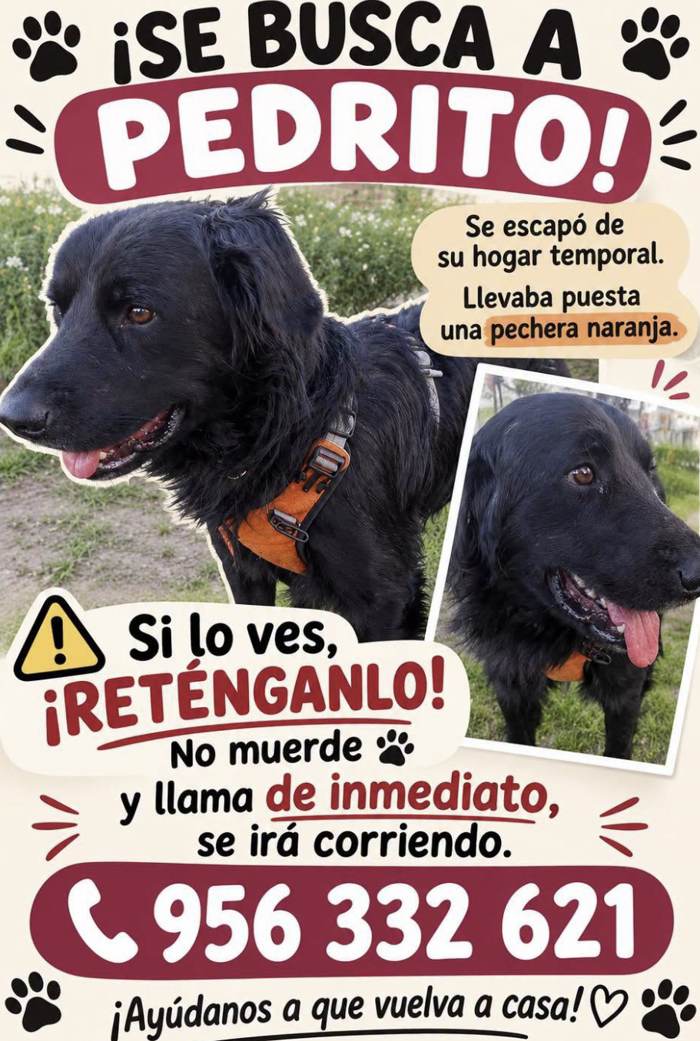 ¡SE BUSCA A
PEDRITO!
Se escapó de
su hogar temporal.
Llevaba puesta
una pechera naranja.
Si lo ves,
¡RETÉNGANLO!
No muerde
y llama de inmediato,
se irá corriendo.
956 332 621
¡Ayúdanos a que vuelva a casa!